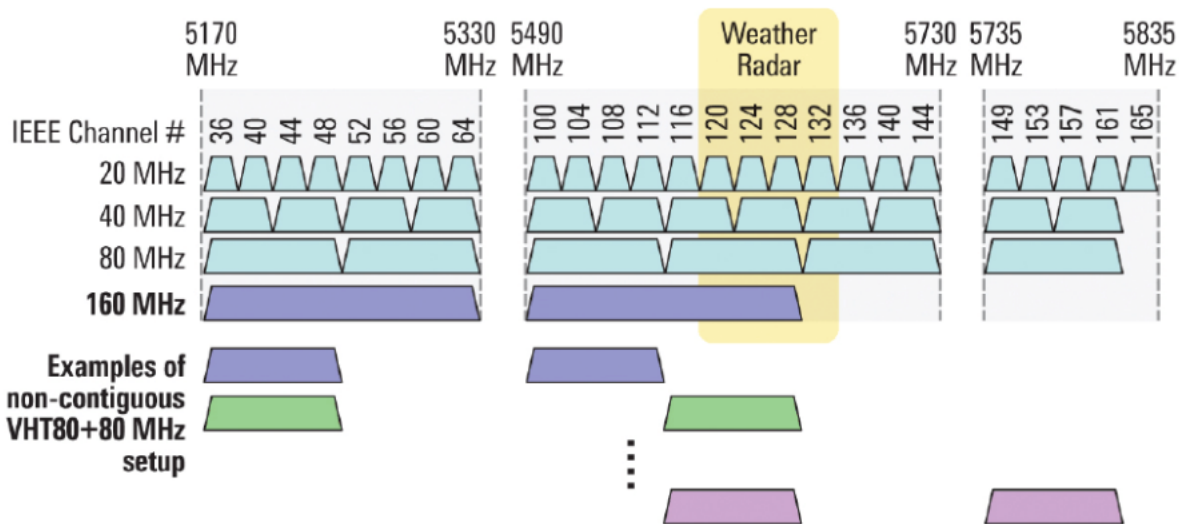 5170 MHz
5330 MHz
5490 MHz
Weather Radar
5730 MHz
5735 MHz
5835 MHz
IEEE Channel # 36 40 44 48 52 56 60 64 100 104 108 112 116 120 124 128 132 136 140 144 149 153 157 161 165
20 MHz
40 MHz
80 MHz
160 MHz
Examples of
non-contiguous
VHT80+80 MHz
setup